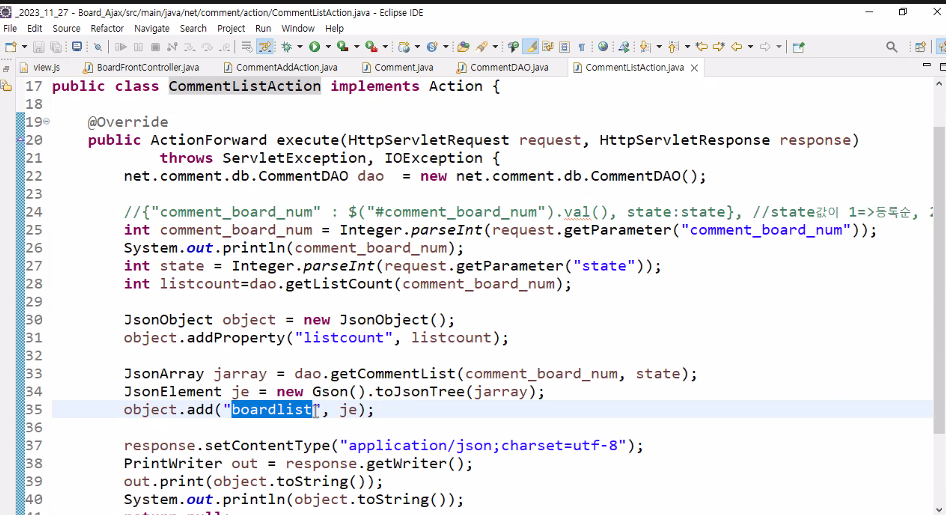 _2023_11_27 - Board_Ajax/src/main/java/net/comment/action/CommentListAction.java - Eclipse IDE
File Edit Source Refactor Navigate Search Project Run Window Help
view.js BoardFrontController.java CommentAddAction.java Comment.java CommentDAO.java CommentListAction.java
17 public class CommentListAction implements Action {
18
19 @Override
20 public ActionForward execute(HttpServletRequest request, HttpServletResponse response)
21 throws ServletException, IOException {
22 net.comment.db.CommentDAO dao = new net.comment.db.CommentDAO();
23
24 //{"comment_board_num" : $("#comment_board_num").val(), state:state}, //state값이 1=>등록순,
25 int comment_board_num = Integer.parseInt(request.getParameter("comment_board_num"));
26 System.out.println(comment_board_num);
27 int state = Integer.parseInt(request.getParameter("state"));
28 int listcount=dao.getListCount(comment_board_num);
29
30 JsonObject object = new JsonObject();
31 object.addProperty("listcount", listcount);
32
33 JsonArray jarray = dao.getCommentList(comment_board_num, state);
34 JsonElement je = new Gson().toJsonTree(jarray);
35 object.add("boardlist", je);
36
37 response.setContentType("application/json;charset=utf-8");
38 PrintWriter out = response.getWriter();
39 out.print(object.toString());
40 System.out.println(object.toString());